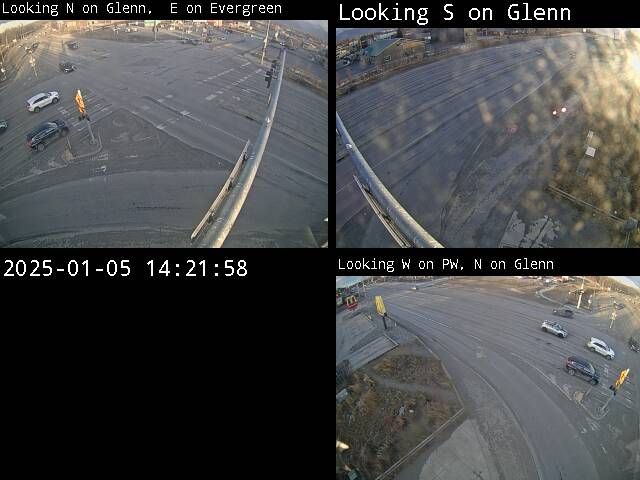 Looking N on Glenn,  E on Evergreen
Looking S on Glenn
2025-01-05 14:21:58
Looking W on PW, N on Glenn